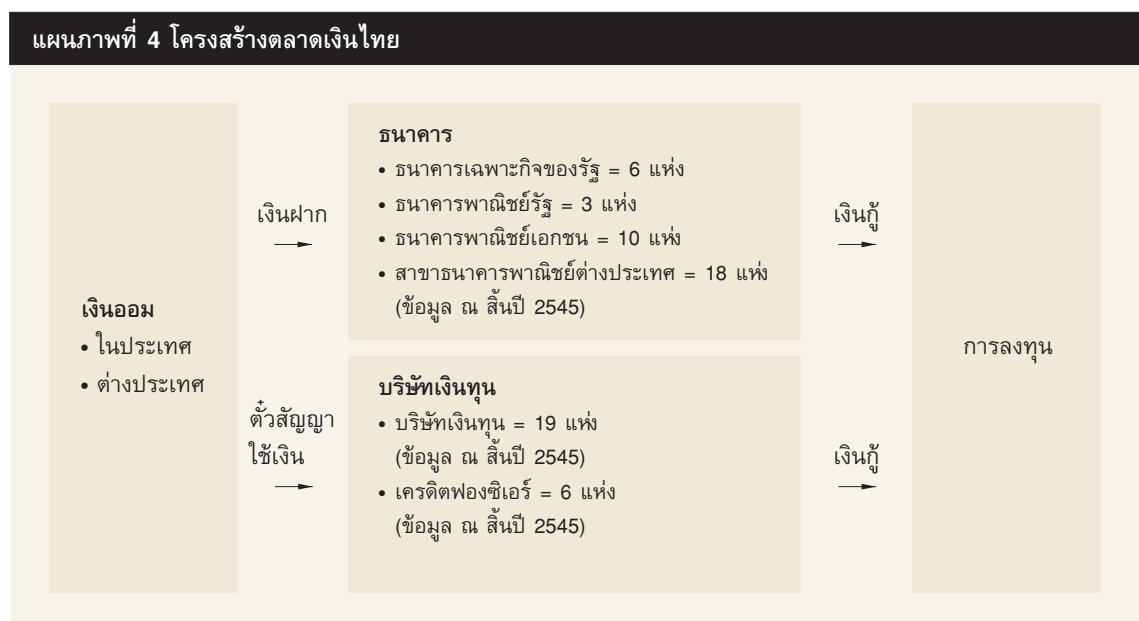 แผนภาพที่ 4 โครงสร้างตลาดเงินไทย
เงินออม
• ในประเทศ
• ต่างประเทศ
เงินฝาก
ตั๋วสัญญา
ใช้เงิน
ธนาคาร
• ธนาคารเฉพาะกิจของรัฐ = 6 แห่ง
• ธนาคารพาณิชย์รัฐ = 3 แห่ง
• ธนาคารพาณิชย์เอกชน = 10 แห่ง
• สาขาธนาคารพาณิชย์ต่างประเทศ = 18 แห่ง
(ข้อมูล ณ สิ้นปี 2545)
บริษัทเงินทุน
• บริษัทเงินทุน = 19 แห่ง
(ข้อมูล ณ สิ้นปี 2545)
• เครดิตฟองซิเอร์ = 6 แห่ง
(ข้อมูล ณ สิ้นปี 2545)
เงินกู้
เงินกู้
การลงทุน